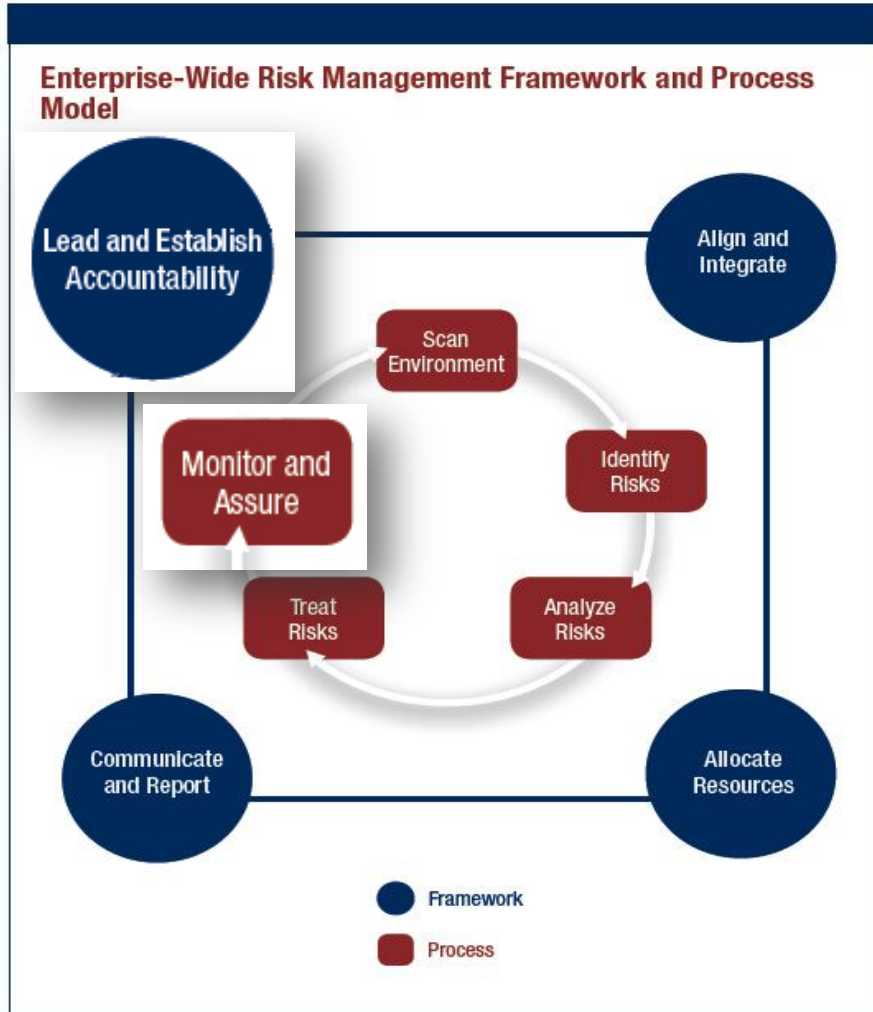 Enterprise-Wide Risk Management Framework and Process
Model
Lead and Establish
Accountability
Align and
Integrate
Scan
Environment
Monitor and
Assure
Identify
Risks
Treat
Risks
Analyze
Risks
Communicate
and Report
Allocate
Resources
Framework
Process